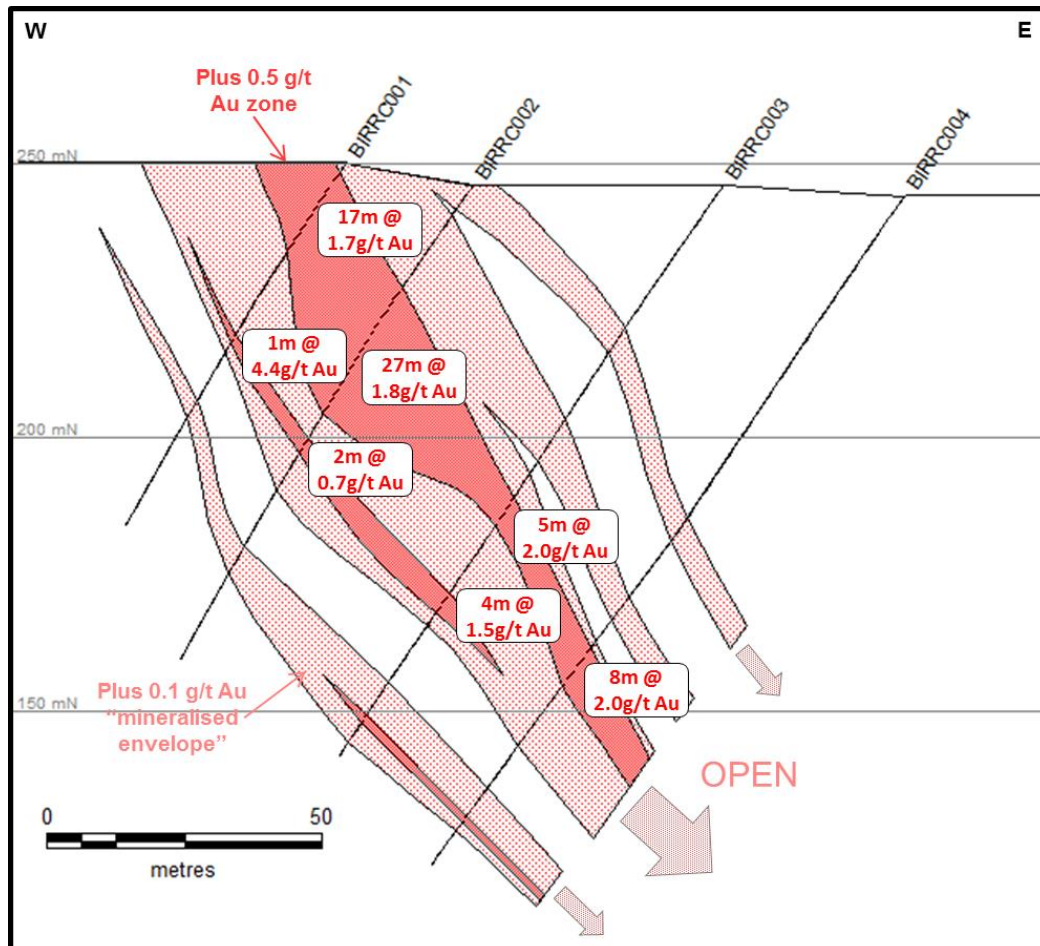 W
E
Plus 0.5 g/t
Au zone
BIRRC001
BIRRC002
BIRRC003
BIRRC004
250 mN
17m @
1.7g/t Au
1m @
4.4g/t Au
27m @
1.8g/t Au
200 mN
2m @
0.7g/t Au
5m @
2.0g/t Au
4m @
1.5g/t Au
8m @
2.0g/t Au
Plus 0.1 g/t Au
“mineralised
envelope”
150 mN
OPEN
0
50
metres